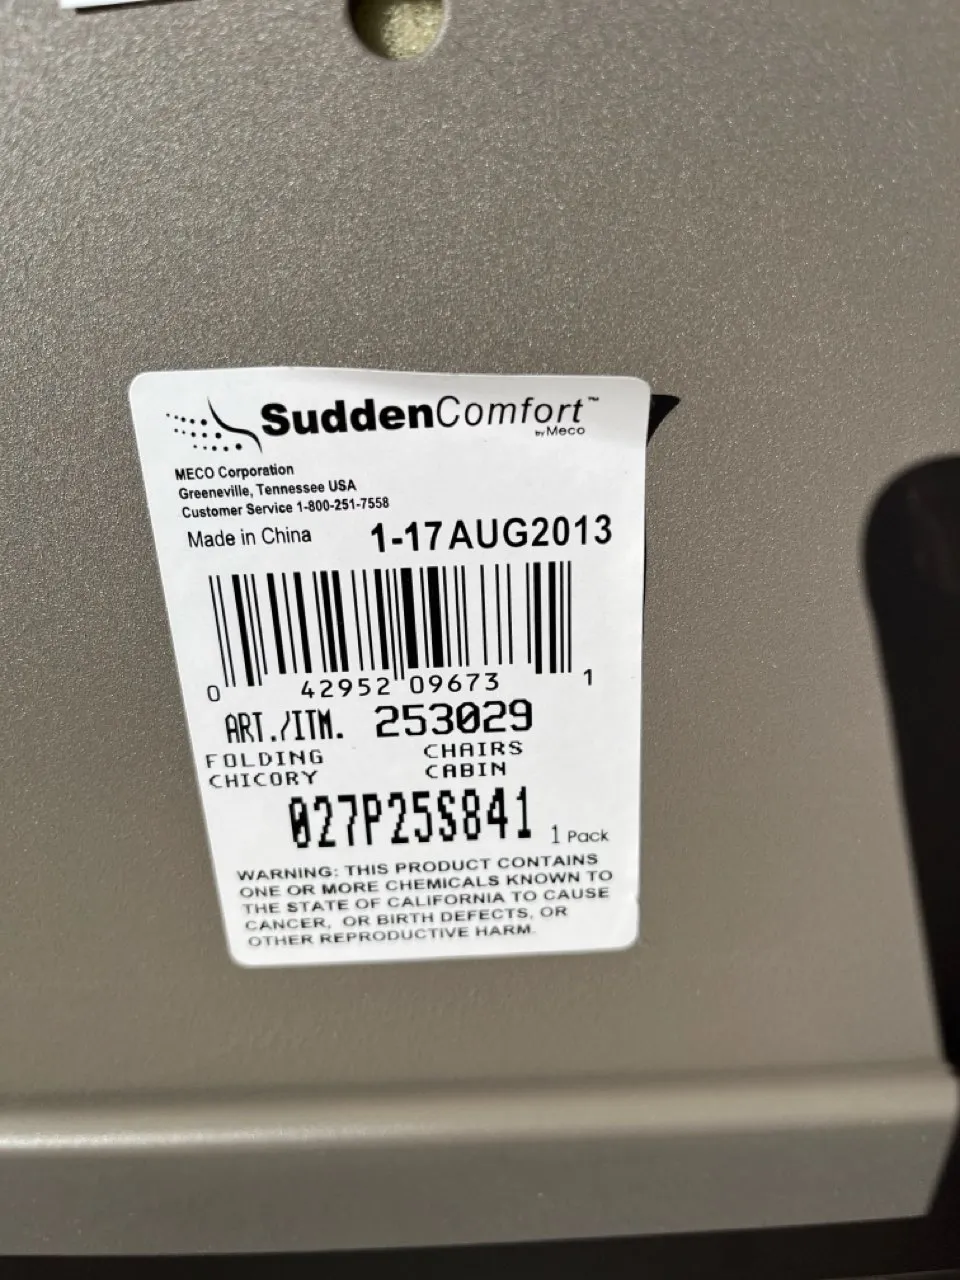 SuddenComfort™
by Meco
MECO Corporation
Greeneville, Tennessee USA
Customer Service 1-800-251-7558
Made in China 1-17AUG2013
0 42952 09673 1
ART./ITM. 253029
FOLDING CHAIRS
CHICORY CABIN
027P25S841 1 Pack
WARNING: THIS PRODUCT CONTAINS
ONE OR MORE CHEMICALS KNOWN TO
THE STATE OF CALIFORNIA TO CAUSE
CANCER, OR BIRTH DEFECTS, OR
OTHER REPRODUCTIVE HARM.